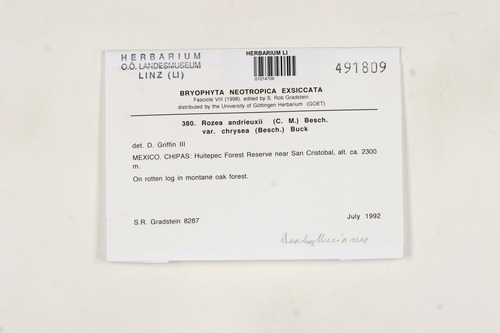 HERBARIUM
O.Ö. LANDESMUSEUM
LINZ (LI)
HERBARIUM LI
01014709
491809
BRYOPHYTA NEOTROPICA EXSICCATA
Fascicle VIII (1998), edited by S. Rob Gradstein
distributed by the University of Göttingen Herbarium (GOET)
380. Rozea andrieuxii (C. M.) Besch.
var. chrysea (Besch.) Buck
det. D. Griffin III
MEXICO. CHIPAS: Huitepec Forest Reserve near San Cristobal, alt. ca. 2300
m.
On rotten log in montane oak forest.
S.R. Gradstein 8287
July 1992